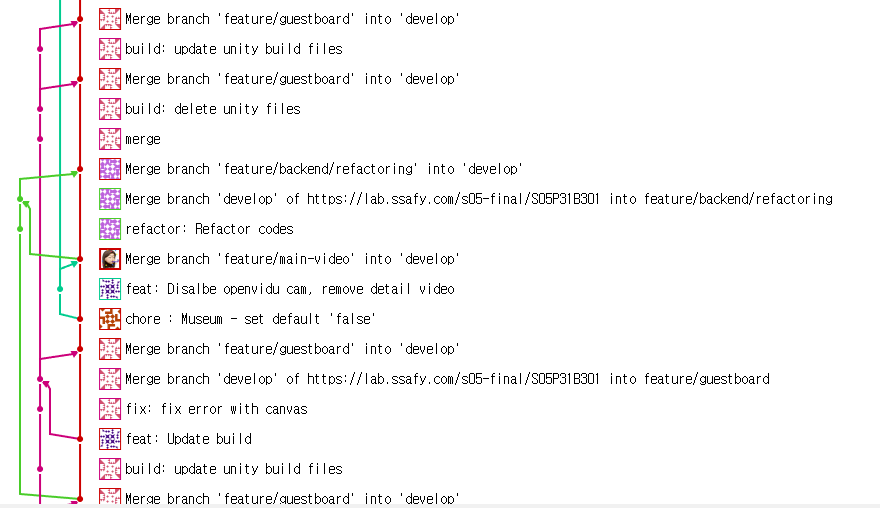 Merge branch 'feature/guestboard' into 'develop'
build: update unity build files
Merge branch 'feature/guestboard' into 'develop'
build: delete unity files
merge
Merge branch 'feature/backend/refactoring' into 'develop'
Merge branch 'develop' of https://lab.ssafy.com/s05-final/S05P31B301 into feature/backend/refactoring
refactor: Refactor codes
Merge branch 'feature/main-video' into 'develop'
feat: Disalbe openvidu cam, remove detail video
chore : Museum - set default 'false'
Merge branch 'feature/guestboard' into 'develop'
Merge branch 'develop' of https://lab.ssafy.com/s05-final/S05P31B301 into feature/guestboard
fix: fix error with canvas
feat: Update build
build: update unity build files
Merge branch 'feature/guestboard' into 'develop'